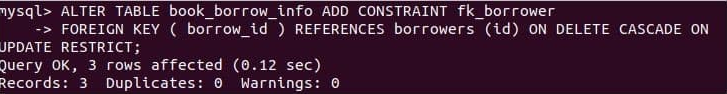 mysql> ALTER TABLE book_borrow_info ADD CONSTRAINT fk_borrower
    -> FOREIGN KEY ( borrow_id ) REFERENCES borrowers (id) ON DELETE CASCADE ON
UPDATE RESTRICT;
Query OK, 3 rows affected (0.12 sec)
Records: 3  Duplicates: 0  Warnings: 0